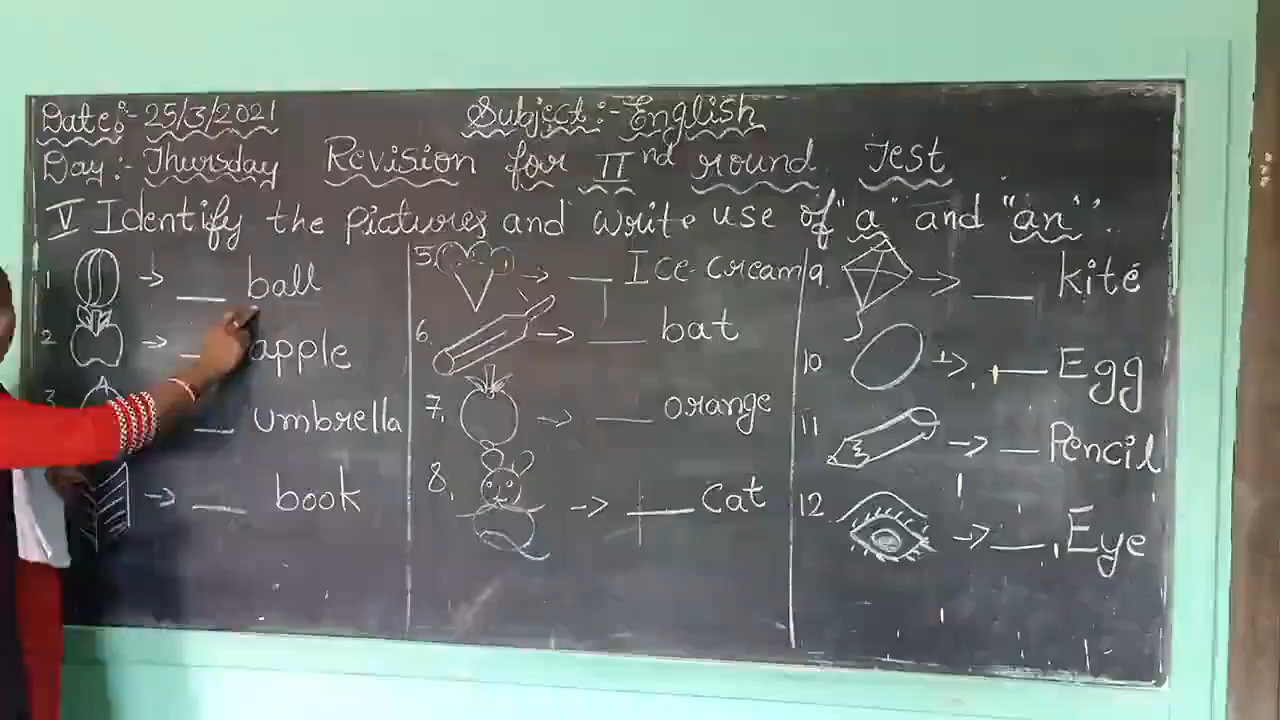 Date:- 25/3/2021 Subject:- English
Day:- Thursday Revision for IInd round Test
V Identify the pictures and write use of "a" and "an".
1 → __ ball
2 → __ apple
3 __ umbrella
→ __ book
5. → __ Ice-cream
6. → __ bat
7. → __ orange
8. → __ cat
9. → __ kite
10 → __ Egg
11 → __ Pencil
12. → __ Eye